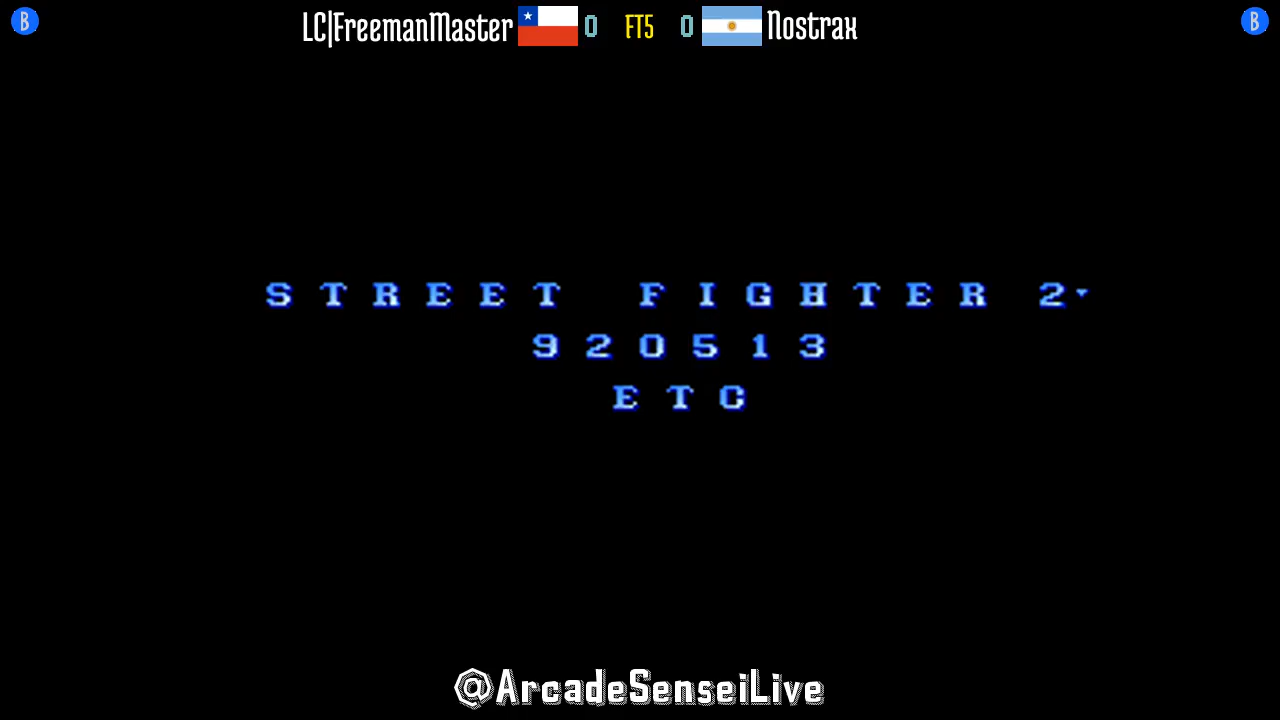 B LC|FreemanMaster 0 FT5 0 Nostrax B
STREET FIGHTER 2'
920513
ETC
@ArcadeSenseiLive